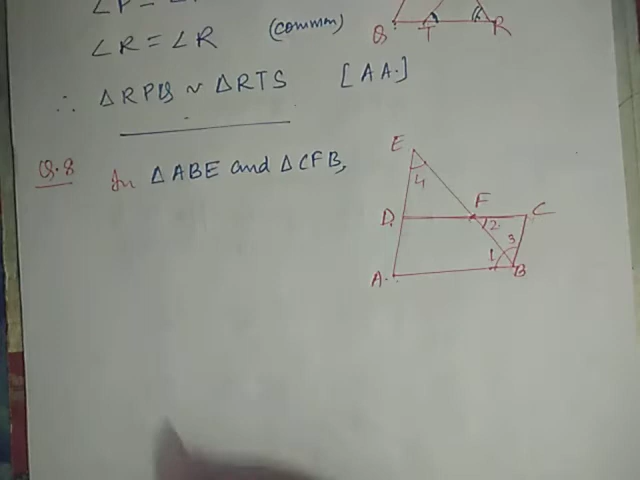 ∠R = ∠R (common)
Q T R
∴ ΔRPQ ~ ΔRTS [AA.]
Q.8 In ΔABE and ΔCFB,
E
4
D F C
2
3
1
A B